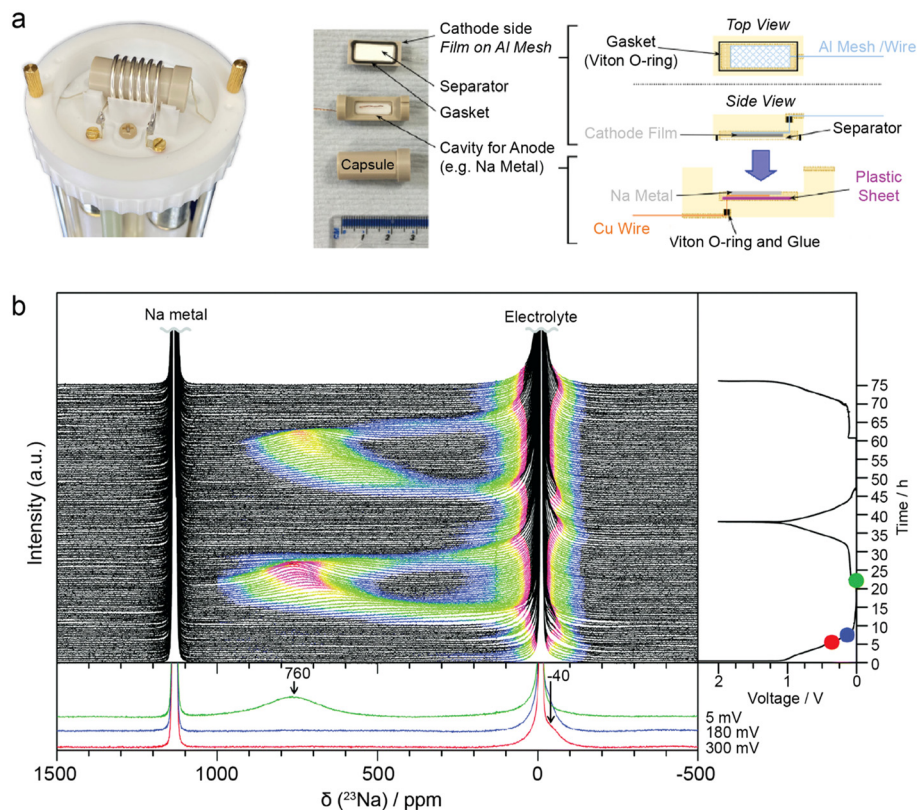 a
Cathode side
Film on Al Mesh
Separator
Gasket
Cavity for Anode
(e.g. Na Metal)
Capsule
Top View
Gasket
(Viton O-ring)
Al Mesh /Wire
Side View
Cathode Film
Separator
Na Metal
Plastic
Sheet
Cu Wire
Viton O-ring and Glue
b
Na metal
Electrolyte
Intensity (a.u.)
75
70
65
60
55
50
45
40
35
30
25
20
15
10
5
0
Time / h
2
1
0
Voltage / V
760
-40
5 mV
180 mV
300 mV
1500
1000
500
0
-500
δ (²³Na) / ppm